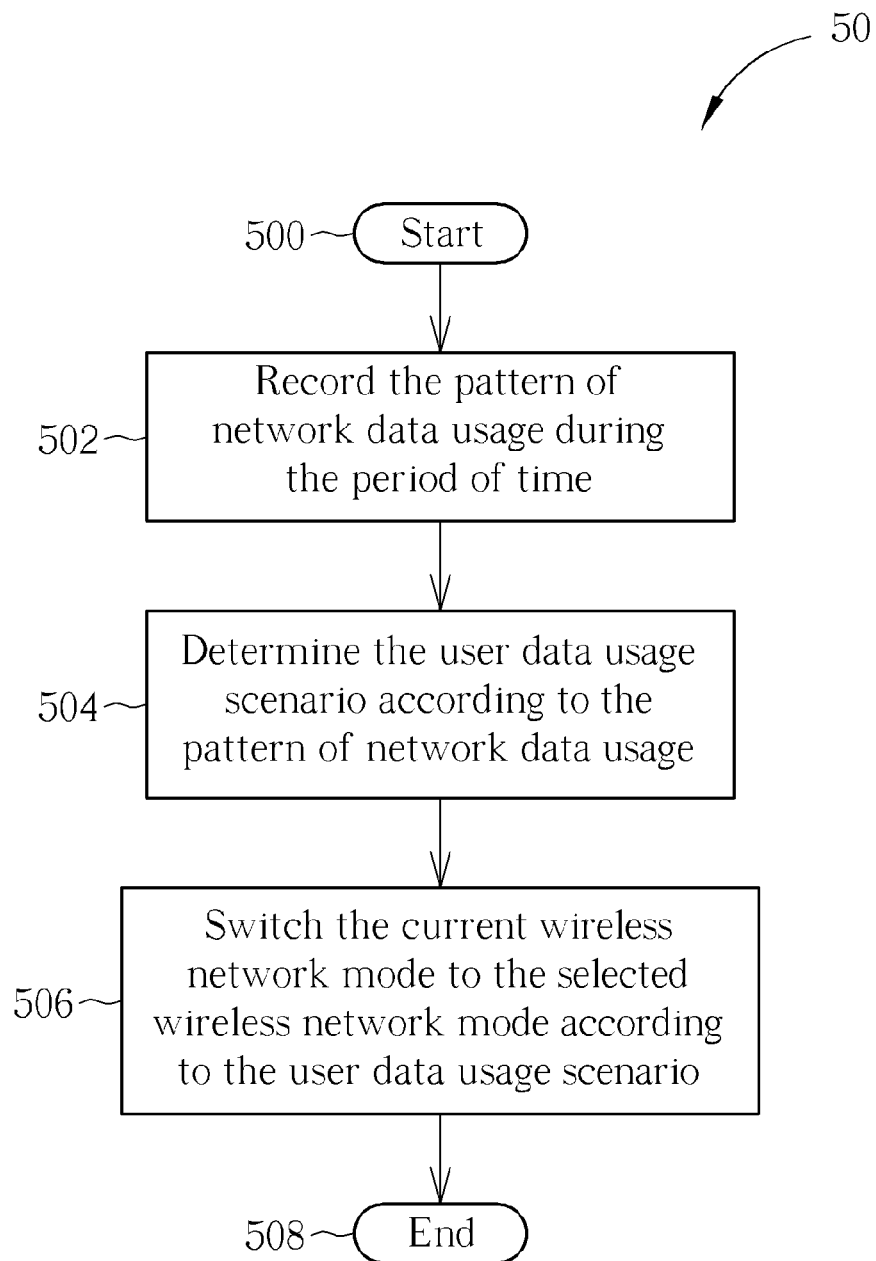 50
500
Start
Record the pattern of
network data usage during
the period of time
502
Determine the user data usage
scenario according to the
pattern of network data usage
504
Switch the current wireless
network mode to the selected
wireless network mode according
to the user data usage scenario
506
508
End